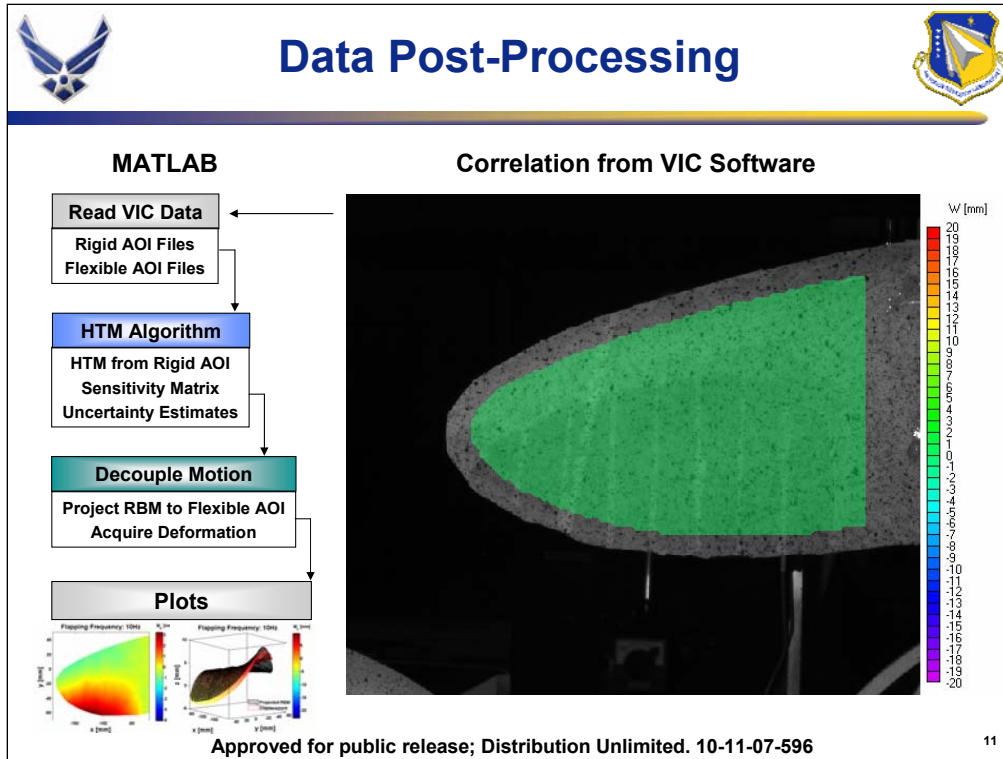 Data Post-Processing
MATLAB
Correlation from VIC Software
Read VIC Data
Rigid AOI Files
Flexible AOI Files
HTM Algorithm
HTM from Rigid AOI
Sensitivity Matrix
Uncertainty Estimates
Decouple Motion
Project RBM to Flexible AOI
Acquire Deformation
Plots
Flapping Frequency: 10Hz
y [mm]
x [mm]
Flapping Frequency: 10Hz
z [mm]
x [mm]
y [mm]
W [mm]
20
19
18
17
16
15
14
13
12
11
10
9
8
7
6
5
4
3
2
1
0
-1
-2
-3
-4
-5
-6
-7
-8
-9
-10
-11
-12
-13
-14
-15
-16
-17
-18
-19
-20
Approved for public release; Distribution Unlimited. 10-11-07-596
11